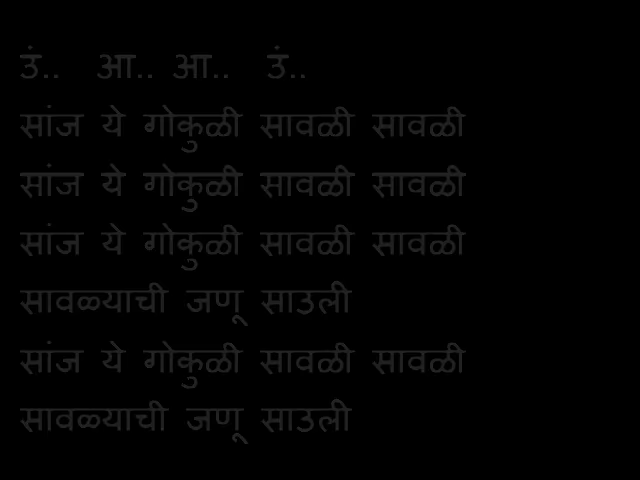 उं.. आ.. आ.. उं..
सांज ये गोकुळी सावळी सावळी
सांज ये गोकुळी सावळी सावळी
सांज ये गोकुळी सावळी सावळी
सावळ्याची जणू साउली
सांज ये गोकुळी सावळी सावळी
सावळ्याची जणू साउली